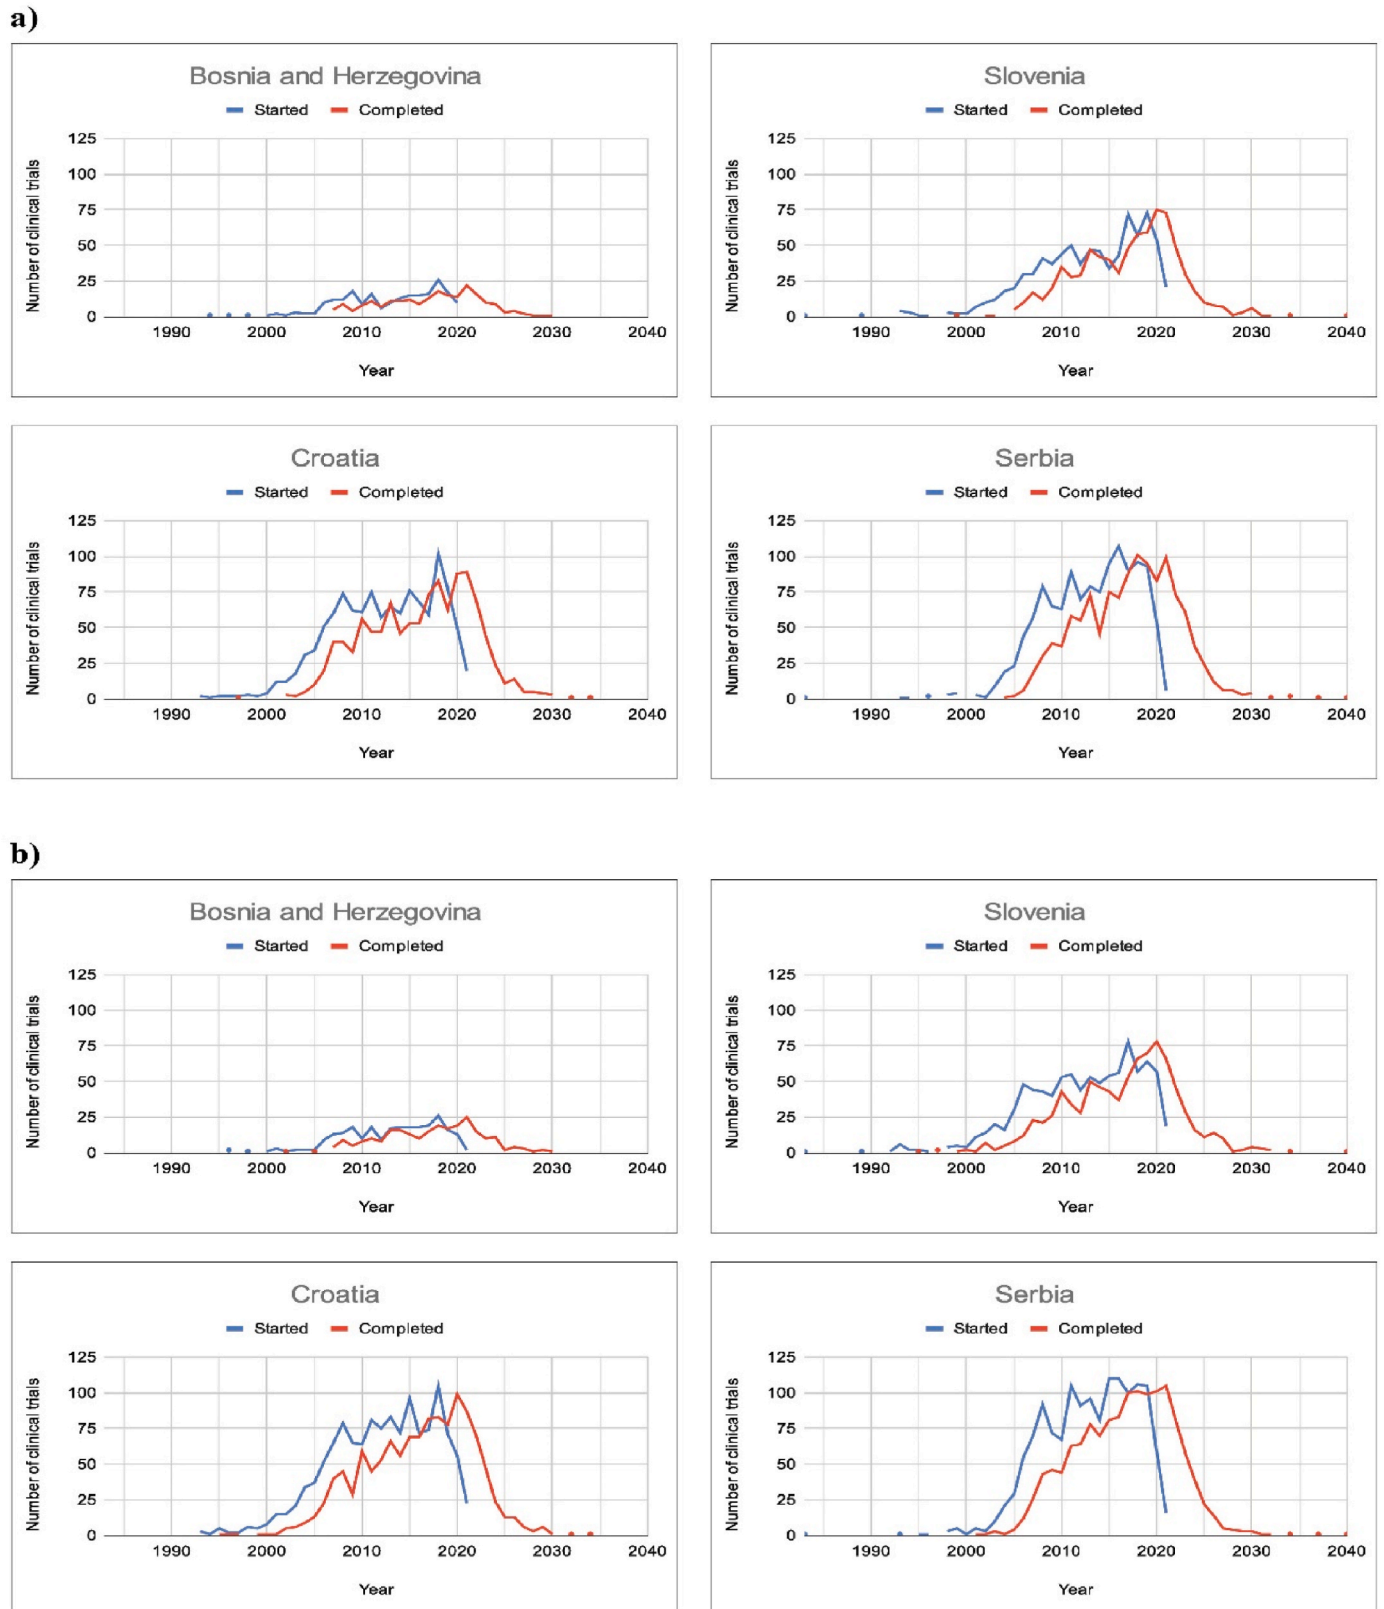 a)
Bosnia and Herzegovina
Started Completed
Number of clinical trials
125
100
75
50
25
0
1990 2000 2010 2020 2030 2040
Year
Slovenia
Started Completed
Number of clinical trials
125
100
75
50
25
0
1990 2000 2010 2020 2030 2040
Year
Croatia
Started Completed
Number of clinical trials
125
100
75
50
25
0
1990 2000 2010 2020 2030 2040
Year
Serbia
Started Completed
Number of clinical trials
125
100
75
50
25
0
1990 2000 2010 2020 2030 2040
Year
b)
Bosnia and Herzegovina
Started Completed
Number of clinical trials
125
100
75
50
25
0
1990 2000 2010 2020 2030 2040
Year
Slovenia
Started Completed
Number of clinical trials
125
100
75
50
25
0
1990 2000 2010 2020 2030 2040
Year
Croatia
Started Completed
Number of clinical trials
125
100
75
50
25
0
1990 2000 2010 2020 2030 2040
Year
Serbia
Started Completed
Number of clinical trials
125
100
75
50
25
0
1990 2000 2010 2020 2030 2040
Year